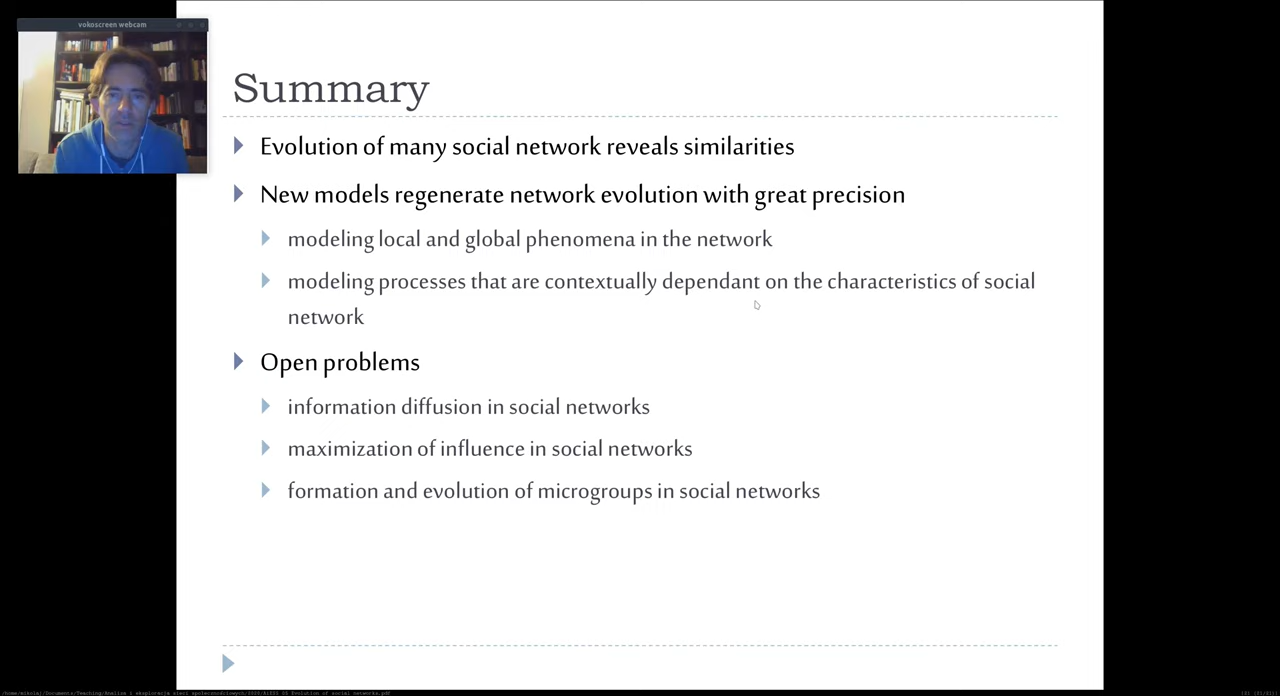 vokoscreen webcam
Summary
Evolution of many social network reveals similarities
New models regenerate network evolution with great precision
modeling local and global phenomena in the network
modeling processes that are contextually dependant on the characteristics of social
network
Open problems
information diffusion in social networks
maximization of influence in social networks
formation and evolution of microgroups in social networks